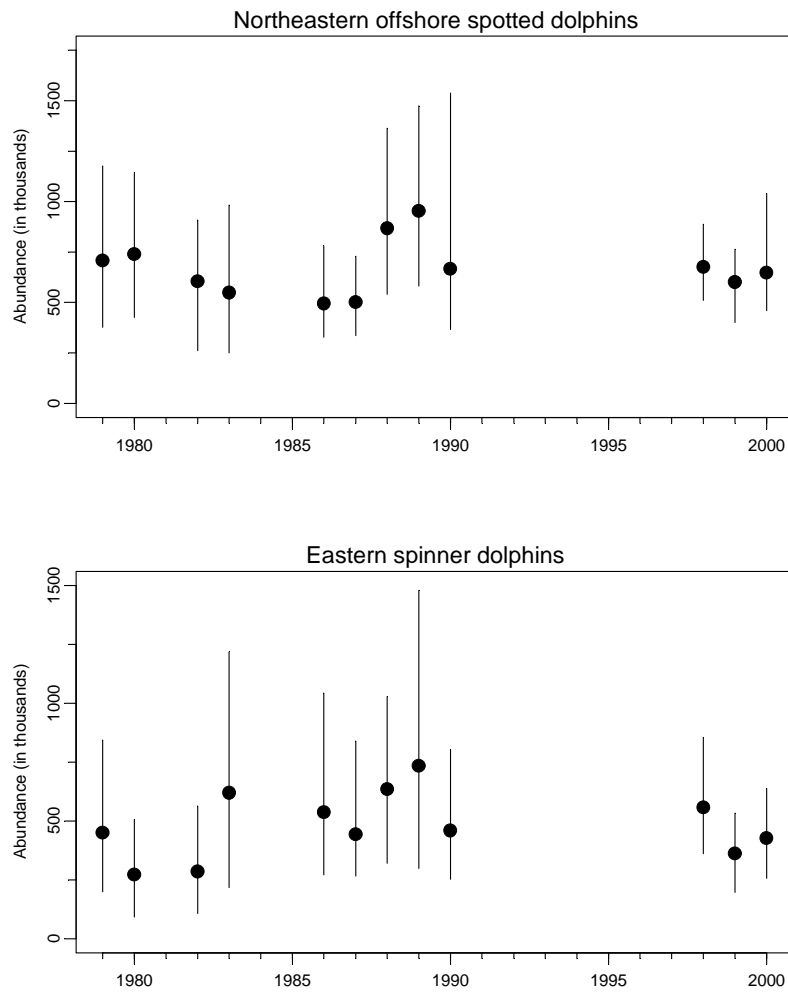 Northeastern offshore spotted dolphins
Abundance (in thousands)
1500
1000
500
0
1980 1985 1990 1995 2000
Eastern spinner dolphins
Abundance (in thousands)
1500
1000
500
0
1980 1985 1990 1995 2000